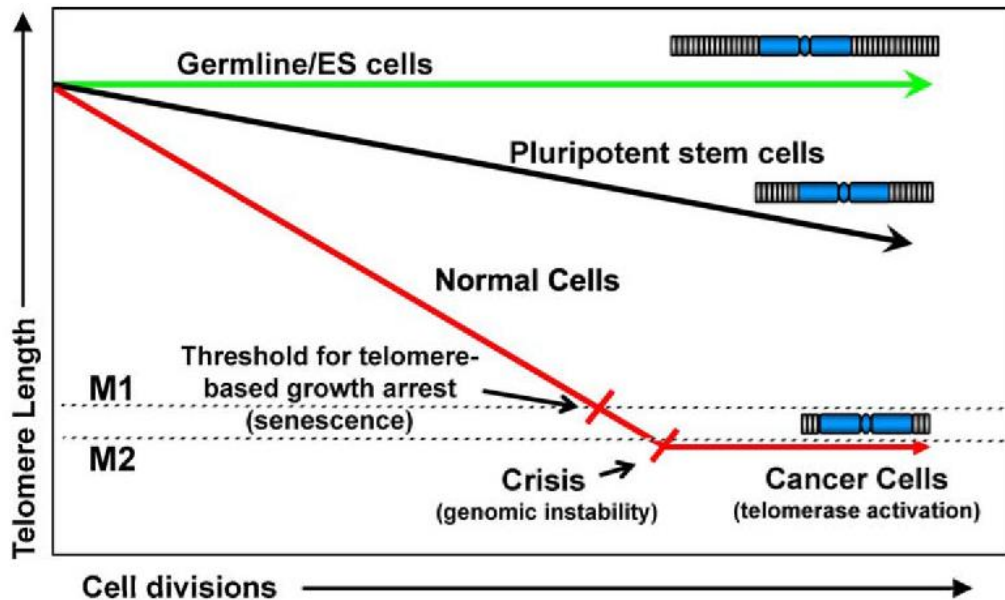 Germline/ES cells
Pluripotent stem cells
Normal Cells
Threshold for telomere-
based growth arrest
(senescence)
M1
M2
Crisis
(genomic instability)
Cancer Cells
(telomerase activation)
Telomere Length
Cell divisions